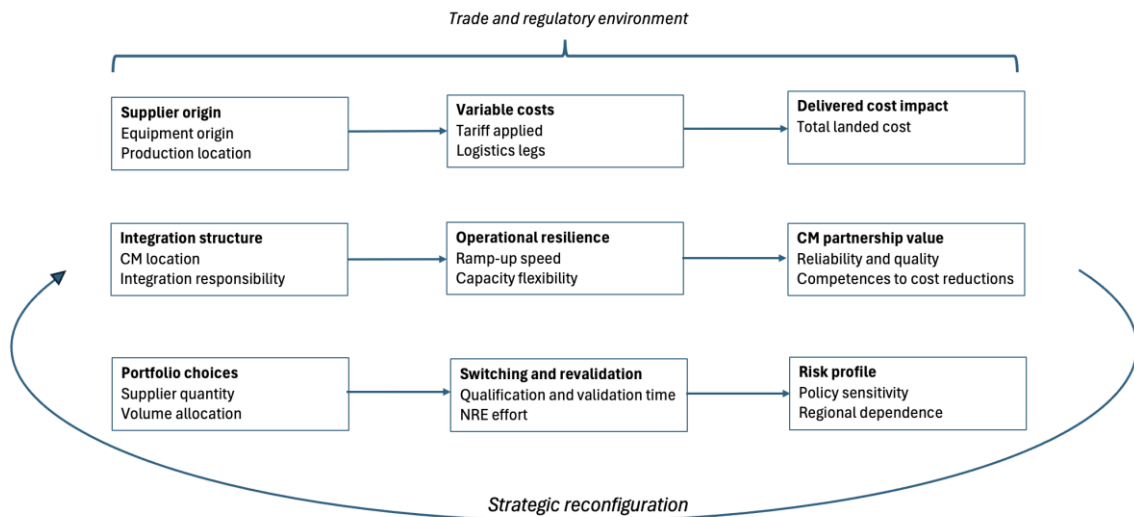 Trade and regulatory environment
Supplier origin
Equipment origin
Production location
Variable costs
Tariff applied
Logistics legs
Delivered cost impact
Total landed cost
Integration structure
CM location
Integration responsibility
Operational resilience
Ramp-up speed
Capacity flexibility
CM partnership value
Reliability and quality
Competences to cost reductions
Portfolio choices
Supplier quantity
Volume allocation
Switching and revalidation
Qualification and validation time
NRE effort
Risk profile
Policy sensitivity
Regional dependence
Strategic reconfiguration